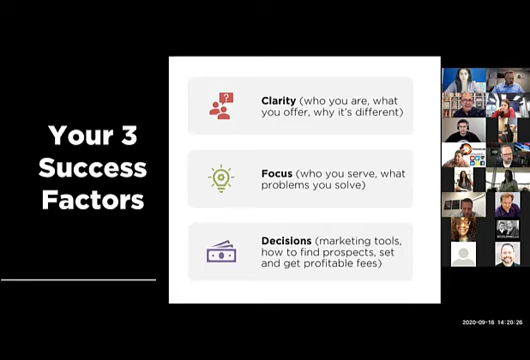 Your 3
Success
Factors
?
Clarity (who you are, what
you offer, why it's different)
Focus (who you serve, what
problems you solve)
Decisions (marketing tools,
how to find prospects, set
and get profitable fees)
2020-09-16 14:20:26